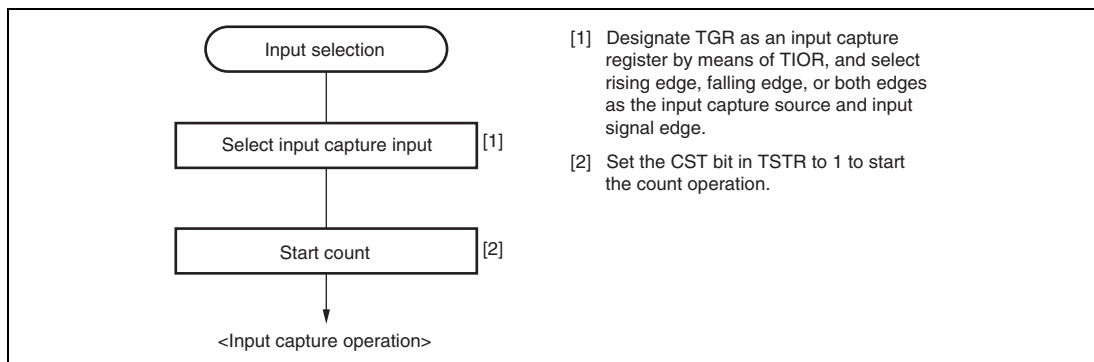 Input selection
Select input capture input
[1]
Start count
[2]
<Input capture operation>
[1] Designate TGR as an input capture
register by means of TIOR, and select
rising edge, falling edge, or both edges
as the input capture source and input
signal edge.
[2] Set the CST bit in TSTR to 1 to start
the count operation.